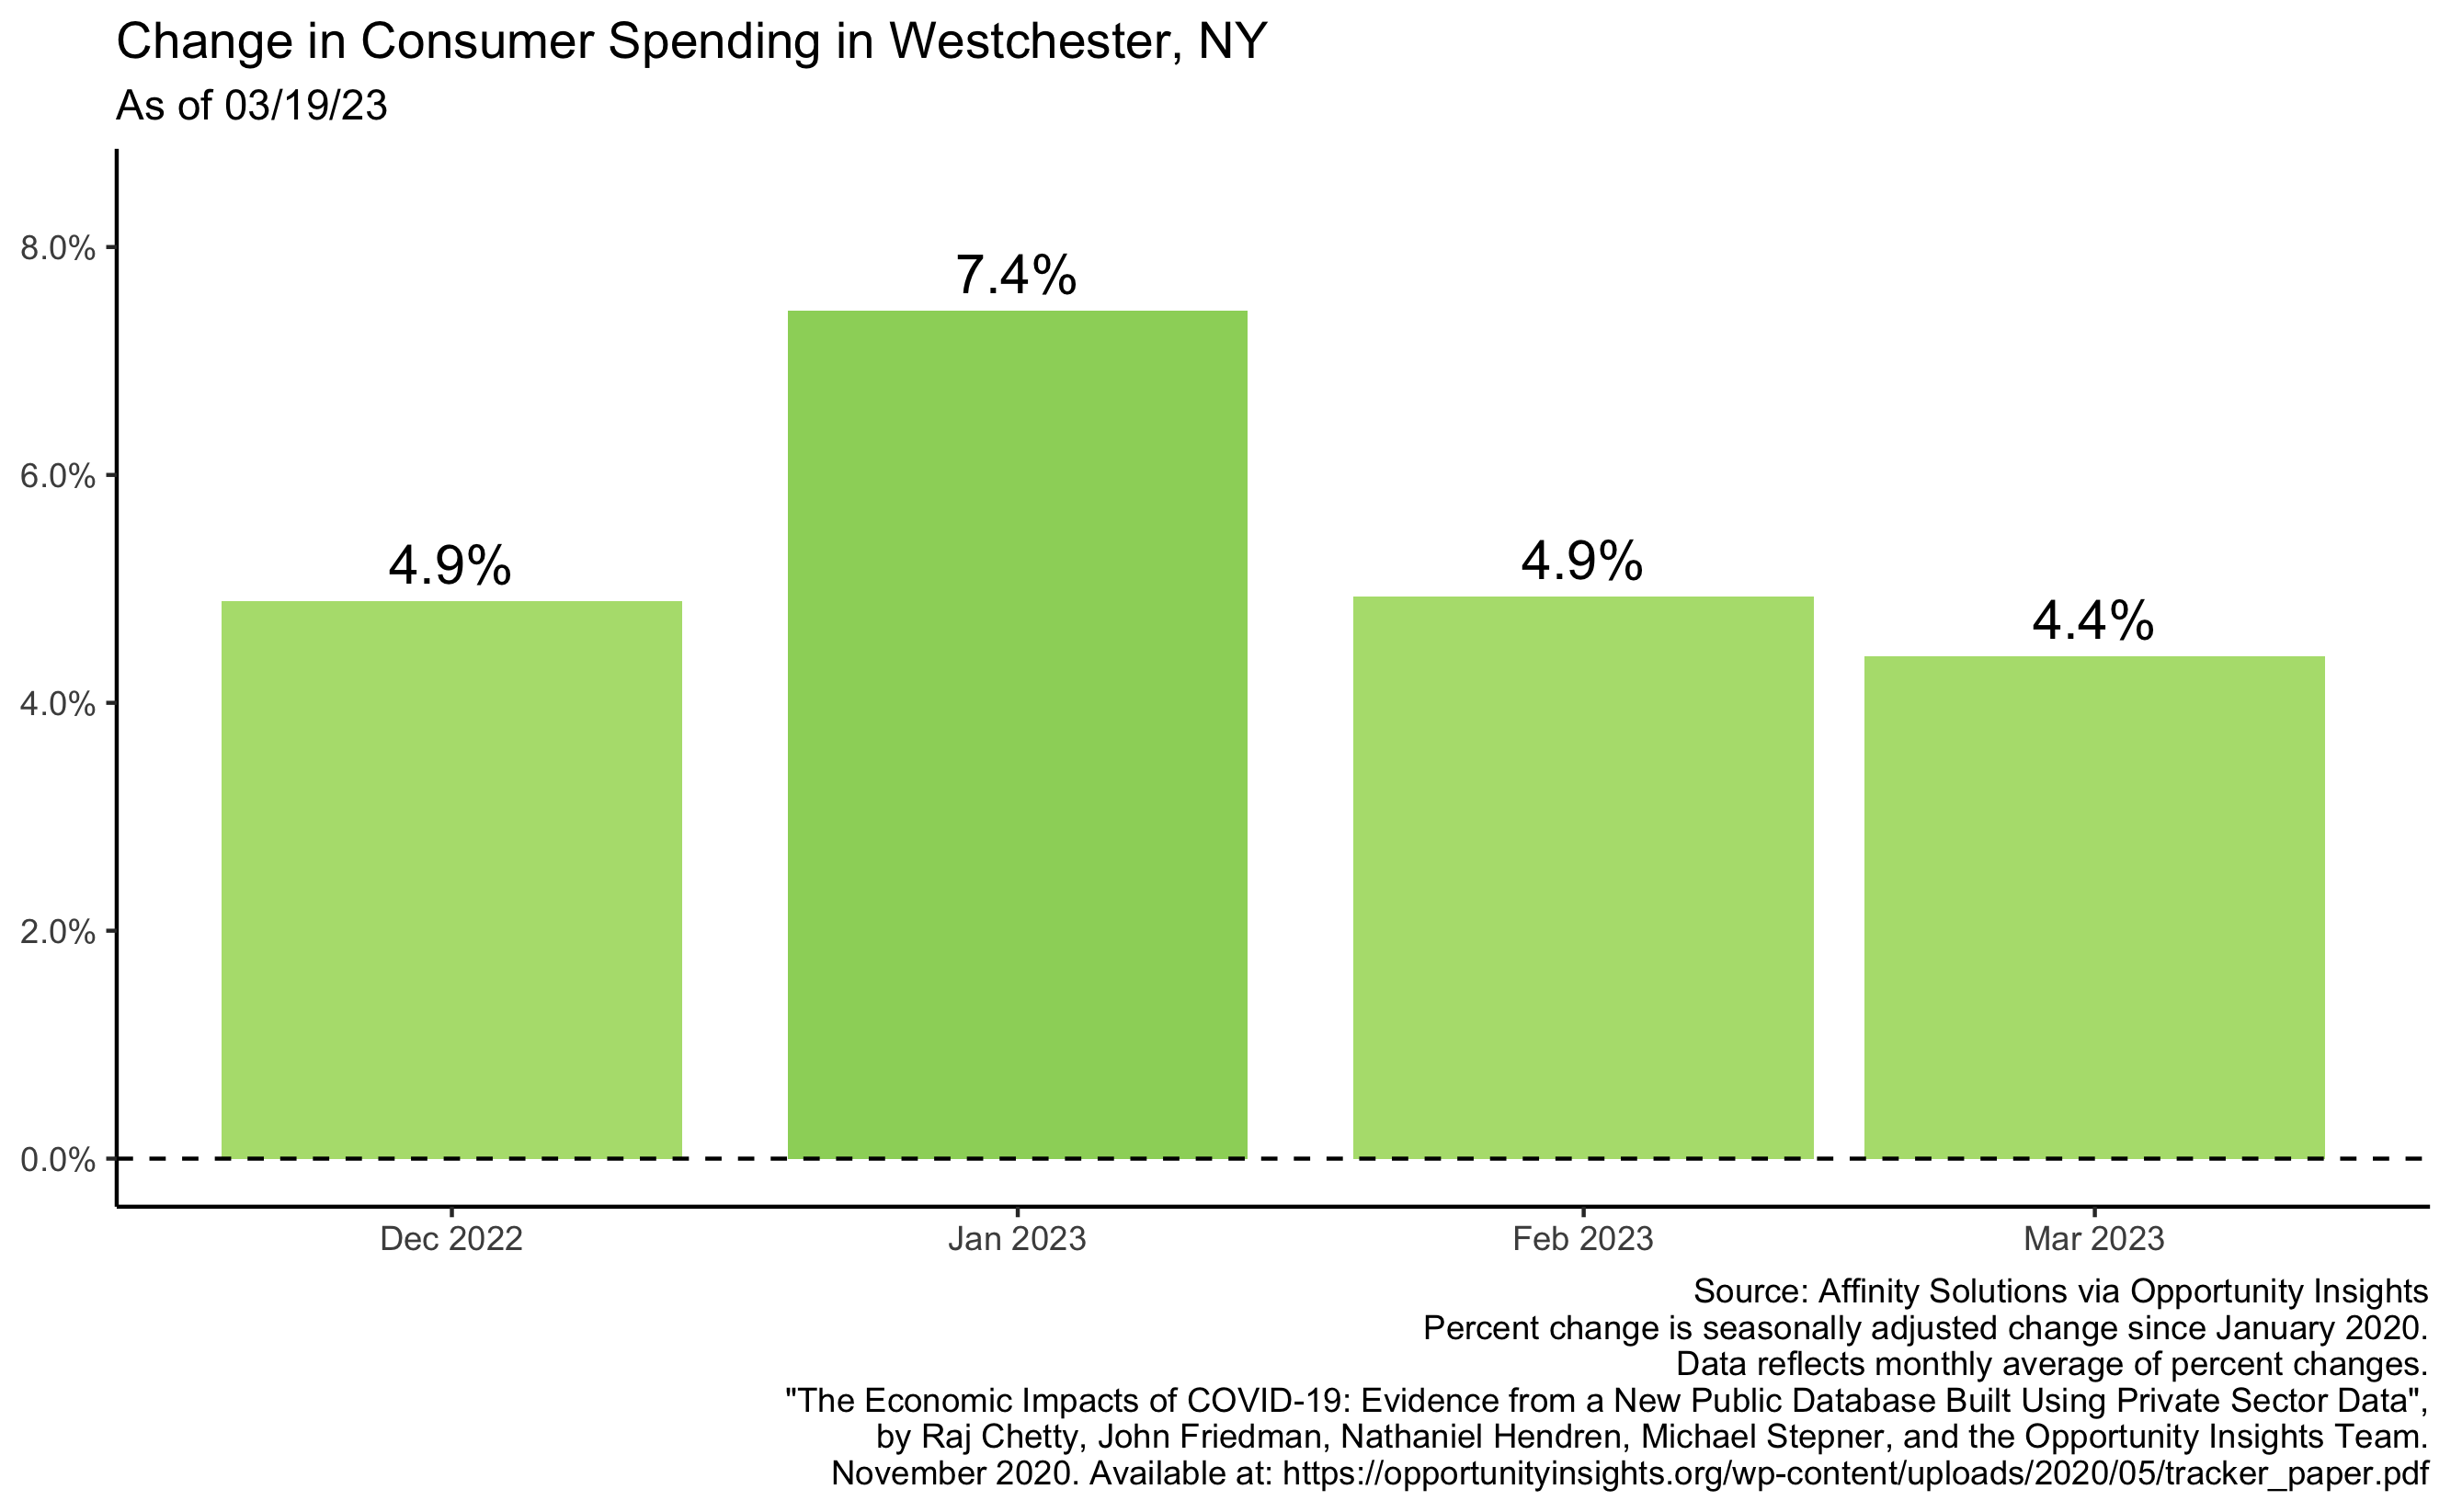 Change in Consumer Spending in Westchester, NY
As of 03/19/23
8.0%
6.0%
4.0%
2.0%
0.0%
4.9%
7.4%
4.9%
4.4%
Dec 2022
Jan 2023
Feb 2023
Mar 2023
Source: Affinity Solutions via Opportunity Insights
Percent change is seasonally adjusted change since January 2020.
Data reflects monthly average of percent changes.
"The Economic Impacts of COVID-19: Evidence from a New Public Database Built Using Private Sector Data",
by Raj Chetty, John Friedman, Nathaniel Hendren, Michael Stepner, and the Opportunity Insights Team.
November 2020. Available at: https://opportunityinsights.org/wp-content/uploads/2020/05/tracker_paper.pdf